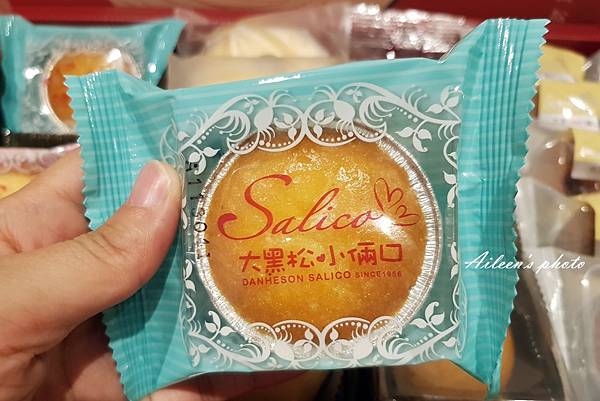 Salico
大黑松小倆口
DANHESON SALICO SINCE1956
Aileen's photo